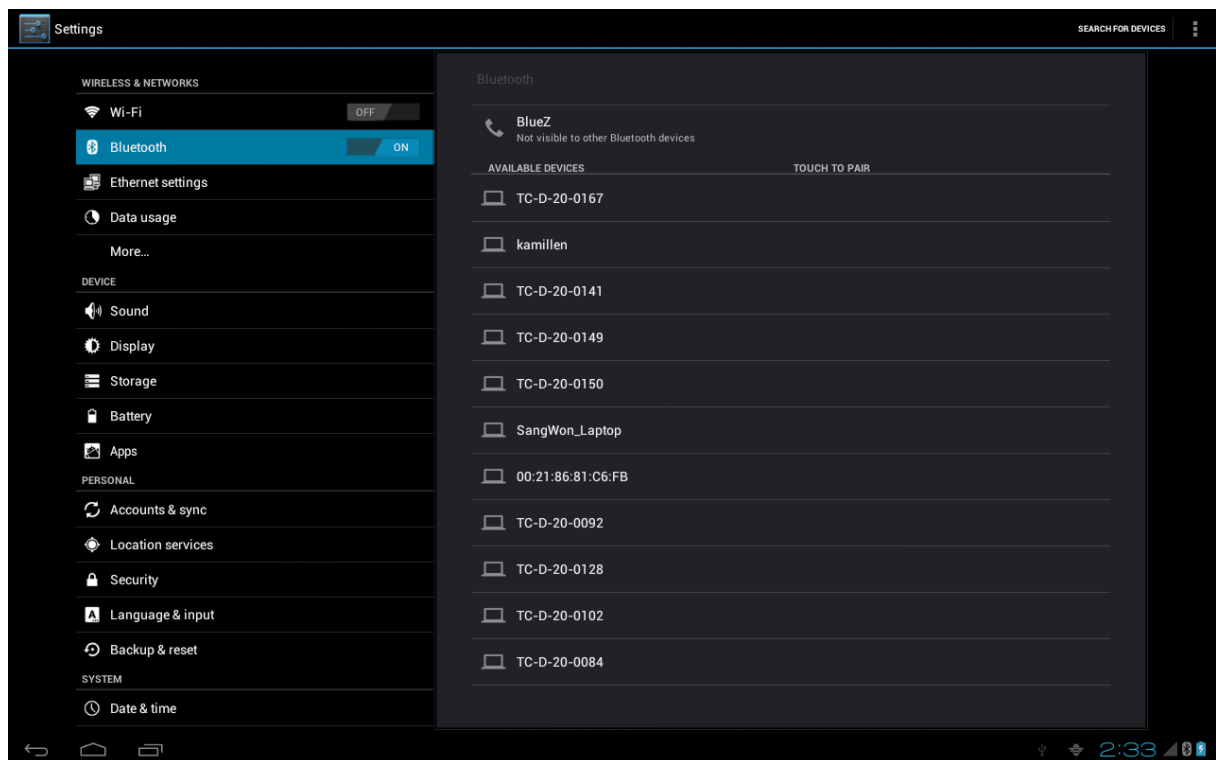 Settings
SEARCH FOR DEVICES
WIRELESS & NETWORKS
Wi-Fi
OFF
Bluetooth
ON
Ethernet settings
Data usage
More...
DEVICE
Sound
Display
Storage
Battery
Apps
PERSONAL
Accounts & sync
Location services
Security
Language & input
Backup & reset
SYSTEM
Date & time
Bluetooth
BlueZ
Not visible to other Bluetooth devices
AVAILABLE DEVICES
TOUCH TO PAIR
TC-D-20-0167
kamillen
TC-D-20-0141
TC-D-20-0149
TC-D-20-0150
SangWon_Laptop
00:21:86:81:C6:FB
TC-D-20-0092
TC-D-20-0128
TC-D-20-0102
TC-D-20-0084
2:33